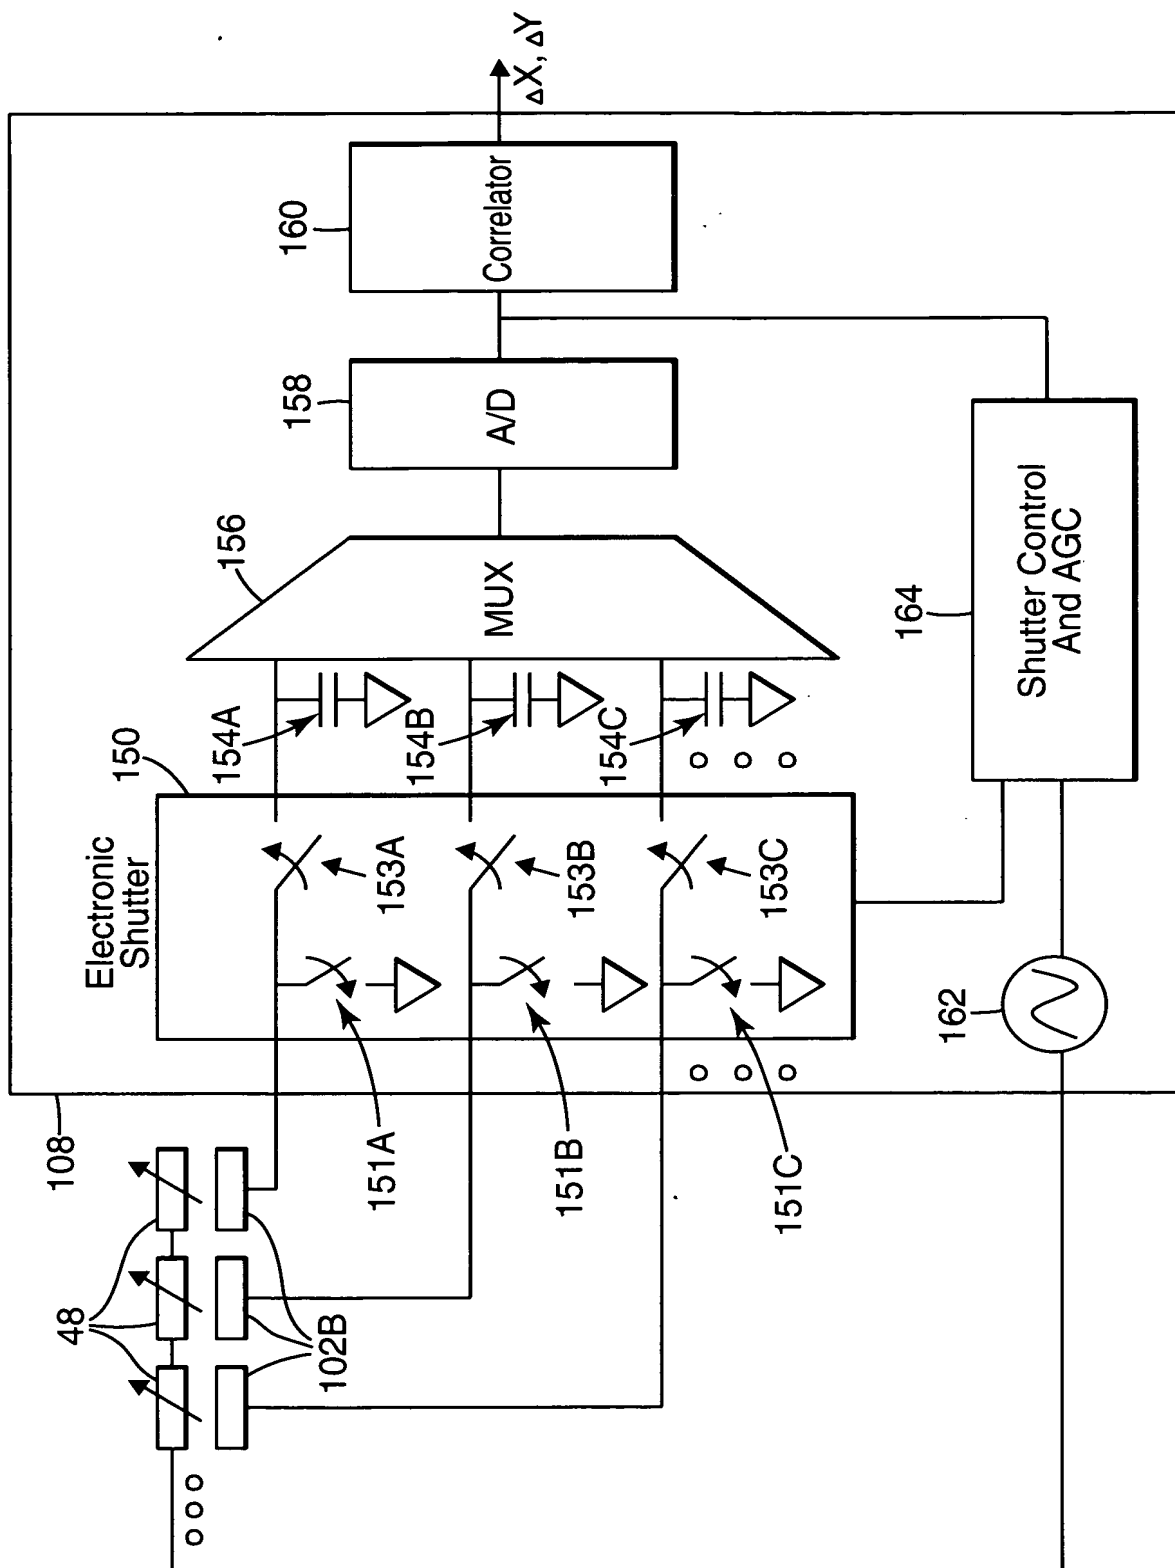 48
102B
108
151A
151B
151C
Electronic
Shutter
150
153A
153B
153C
154A
154B
154C
156
MUX
158
A/D
160
Correlator
ΔX, ΔY
162
164
Shutter Control
And AGC